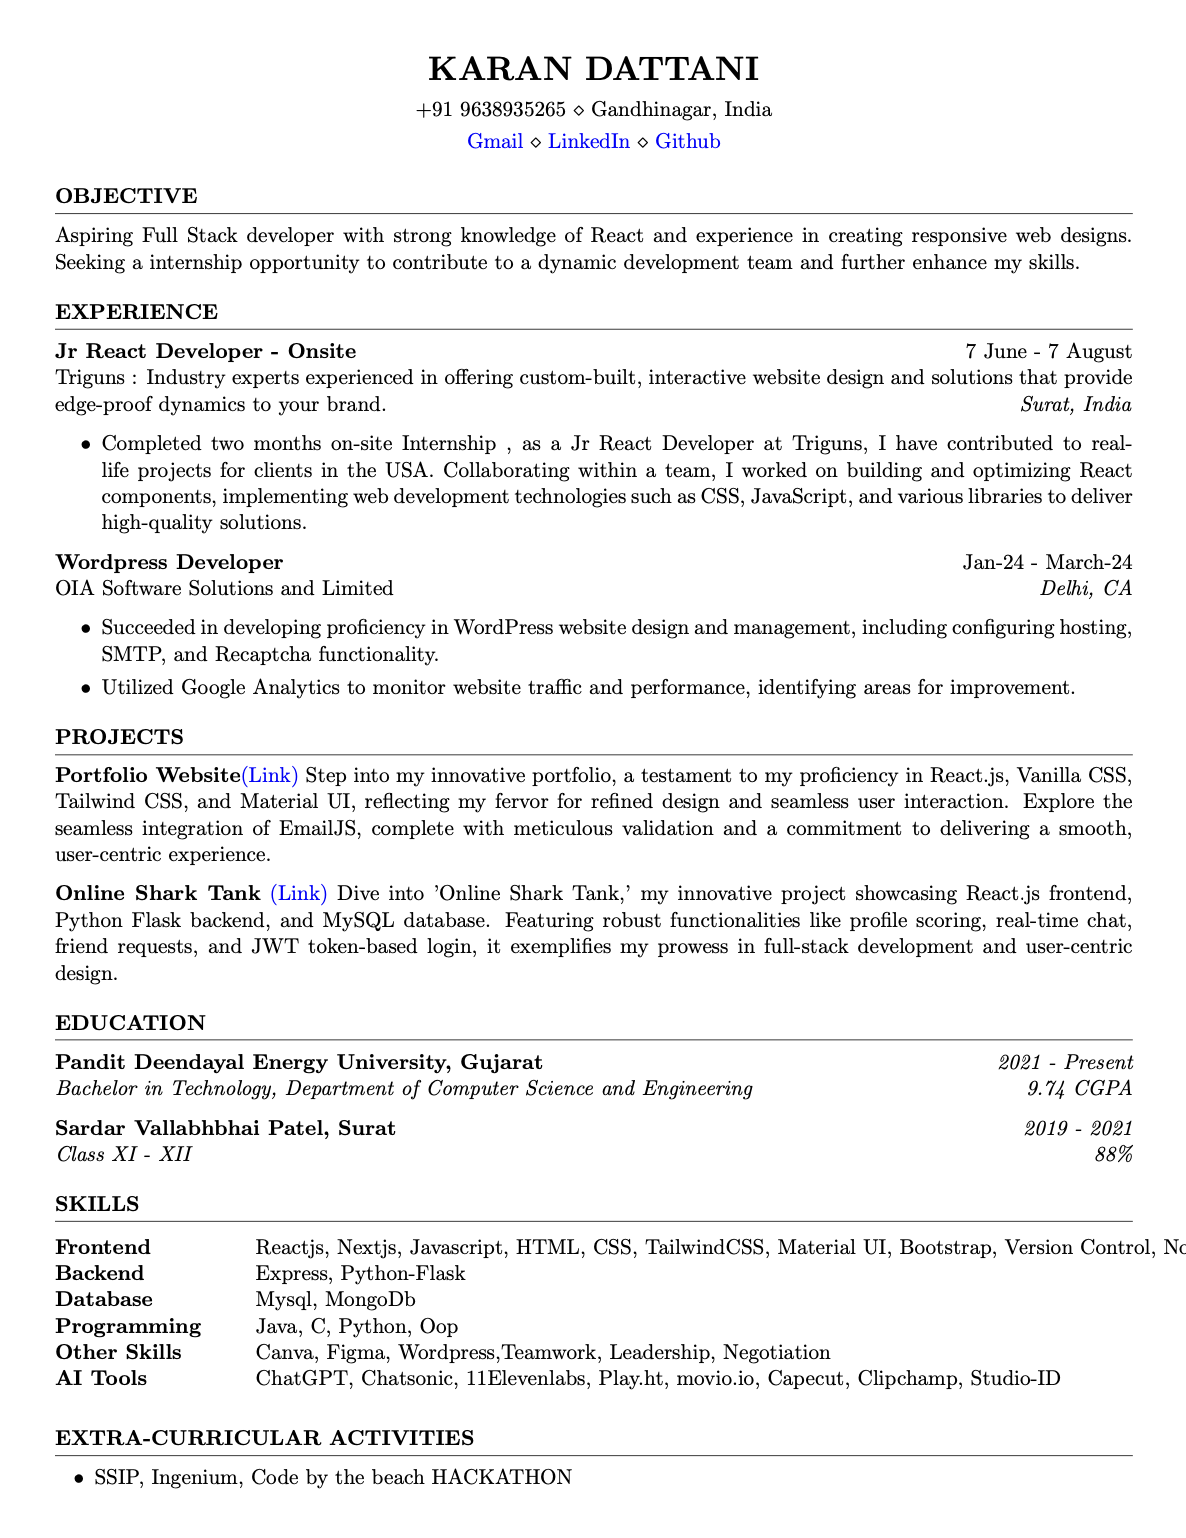 KARAN DATTANI
+91 9638935265 ⋄ Gandhinagar, India
Gmail ⋄ LinkedIn ⋄ Github
OBJECTIVE
Aspiring Full Stack developer with strong knowledge of React and experience in creating responsive web designs.
Seeking a internship opportunity to contribute to a dynamic development team and further enhance my skills.
EXPERIENCE
Jr React Developer - Onsite 7 June - 7 August
Triguns : Industry experts experienced in offering custom-built, interactive website design and solutions that provide
edge-proof dynamics to your brand. Surat, India
• Completed two months on-site Internship , as a Jr React Developer at Triguns, I have contributed to real-
life projects for clients in the USA. Collaborating within a team, I worked on building and optimizing React
components, implementing web development technologies such as CSS, JavaScript, and various libraries to deliver
high-quality solutions.
Wordpress Developer Jan-24 - March-24
OIA Software Solutions and Limited Delhi, CA
• Succeeded in developing proficiency in WordPress website design and management, including configuring hosting,
SMTP, and Recaptcha functionality.
• Utilized Google Analytics to monitor website traffic and performance, identifying areas for improvement.
PROJECTS
Portfolio Website(Link) Step into my innovative portfolio, a testament to my proficiency in React.js, Vanilla CSS,
Tailwind CSS, and Material UI, reflecting my fervor for refined design and seamless user interaction. Explore the
seamless integration of EmailJS, complete with meticulous validation and a commitment to delivering a smooth,
user-centric experience.
Online Shark Tank (Link) Dive into ’Online Shark Tank,’ my innovative project showcasing React.js frontend,
Python Flask backend, and MySQL database. Featuring robust functionalities like profile scoring, real-time chat,
friend requests, and JWT token-based login, it exemplifies my prowess in full-stack development and user-centric
design.
EDUCATION
Pandit Deendayal Energy University, Gujarat 2021 - Present
Bachelor in Technology, Department of Computer Science and Engineering 9.74 CGPA
Sardar Vallabhbhai Patel, Surat 2019 - 2021
Class XI - XII 88%
SKILLS
Frontend Reactjs, Nextjs, Javascript, HTML, CSS, TailwindCSS, Material UI, Bootstrap, Version Control,
Backend Express, Python-Flask
Database Mysql, MongoDb
Programming Java, C, Python, Oop
Other Skills Canva, Figma, Wordpress,Teamwork, Leadership, Negotiation
AI Tools ChatGPT, Chatsonic, 11Elevenlabs, Play.ht, movio.io, Capecut, Clipchamp, Studio-ID
EXTRA-CURRICULAR ACTIVITIES
• SSIP, Ingenium, Code by the beach HACKATHON